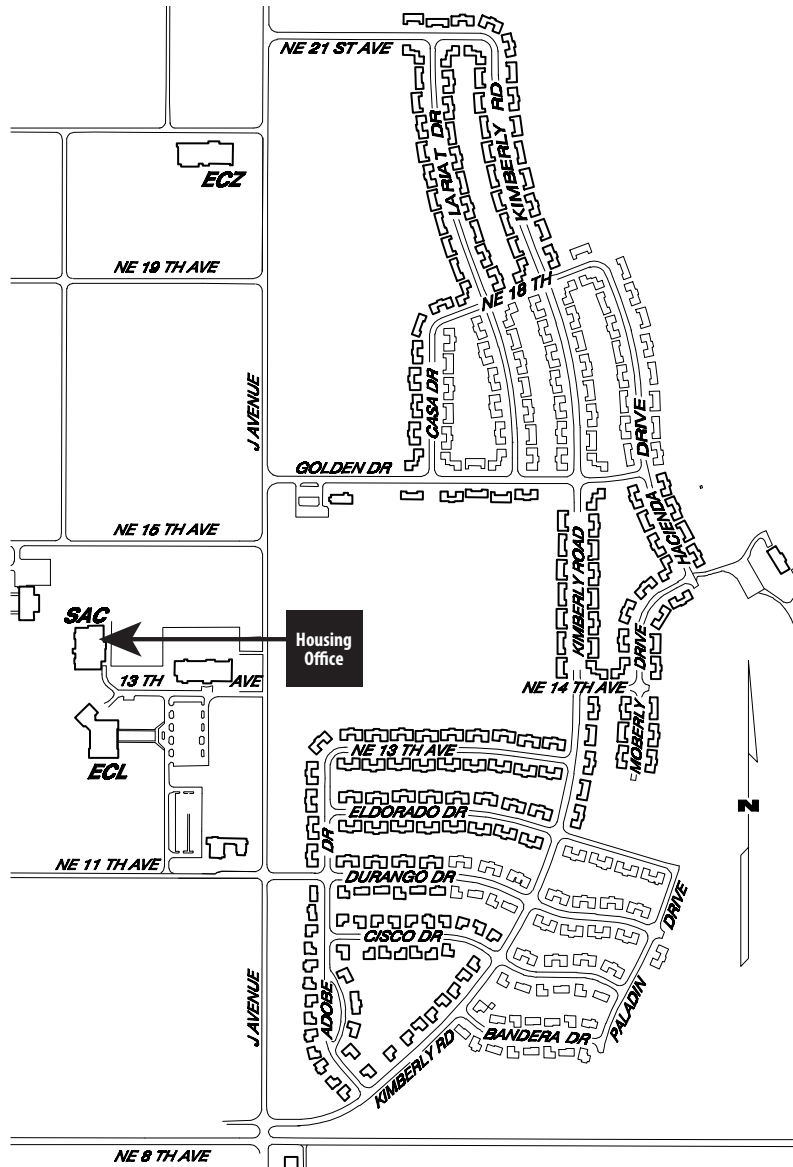 NE 21 ST AVE
LARIAT DR
KIMBERLY RD
ECZ
NE 19 TH AVE
NE 18 TH
J AVENUE
CASA DR
DRIVE
GOLDEN DR
HACIENDA
NE 15 TH AVE
KIMBERLY ROAD
SAC
Housing
Office
DRIVE
13 TH AVE
NE 14 TH AVE
MOBERLY
ECL
NE 13 TH AVE
N
ELDORADO DR
DR
NE 11 TH AVE
DURANGO DR
DRIVE
CISCO DR
J AVENUE
ADOBE
PALADIN
BANDERA DR
KIMBERLY RD
NE 8 TH AVE